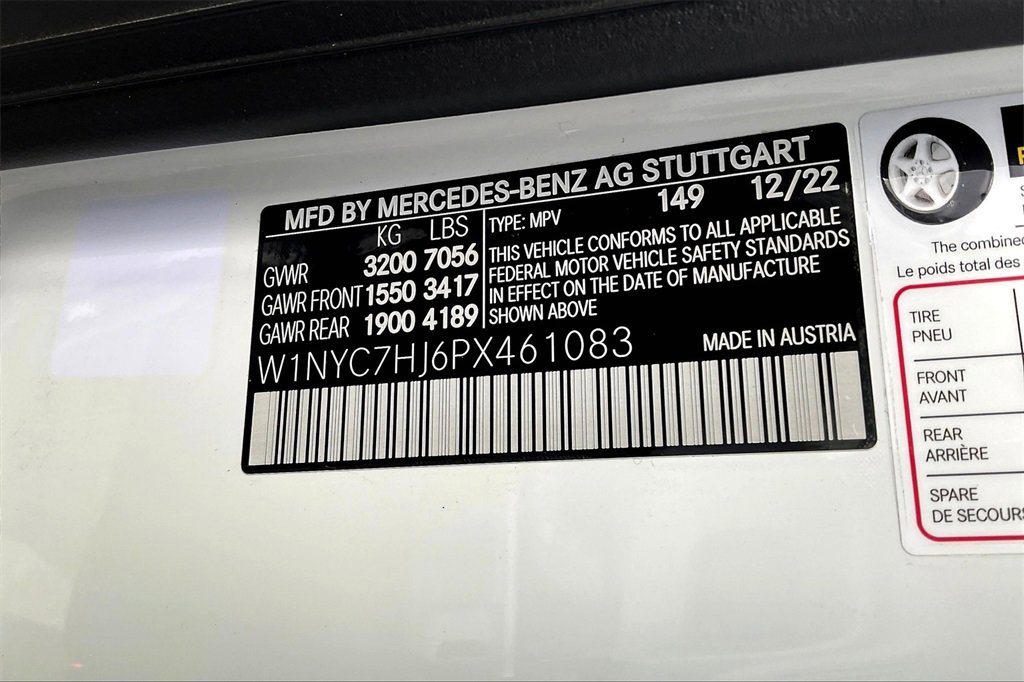 MFD BY MERCEDES-BENZ AG STUTTGART
KG LBS
GVWR 3200 7056
GAWR FRONT 1550 3417
GAWR REAR 1900 4189
TYPE: MPV 149 12/22
THIS VEHICLE CONFORMS TO ALL APPLICABLE
FEDERAL MOTOR VEHICLE SAFETY STANDARDS
IN EFFECT ON THE DATE OF MANUFACTURE
SHOWN ABOVE
W1NYC7HJ6PX461083
MADE IN AUSTRIA
The combined
Le poids total des
TIRE
PNEU
FRONT
AVANT
REAR
ARRIÈRE
SPARE
DE SECOURS